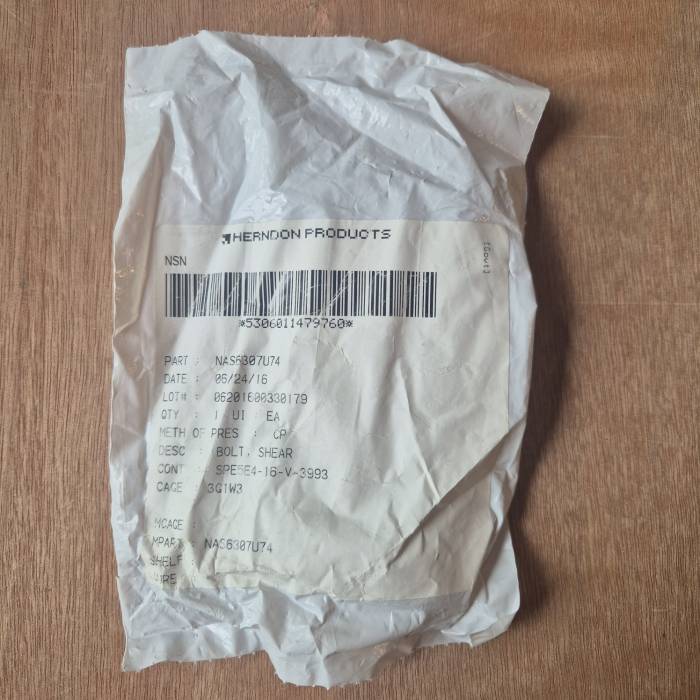 HERNDON PRODUCTS
NSN
*5306011479760*
PART : NAS6307U74
DATE : 06/24/16
LOT# : 06201600330179
QTY : 1 UI : EA
METH OF PRES : CP
DESC : BOLT, SHEAR
CONT : SPE5E4-16-V-3993
CAGE : 3G1W3
MCAGE :
MPART : NAS6307U74
SHELF :